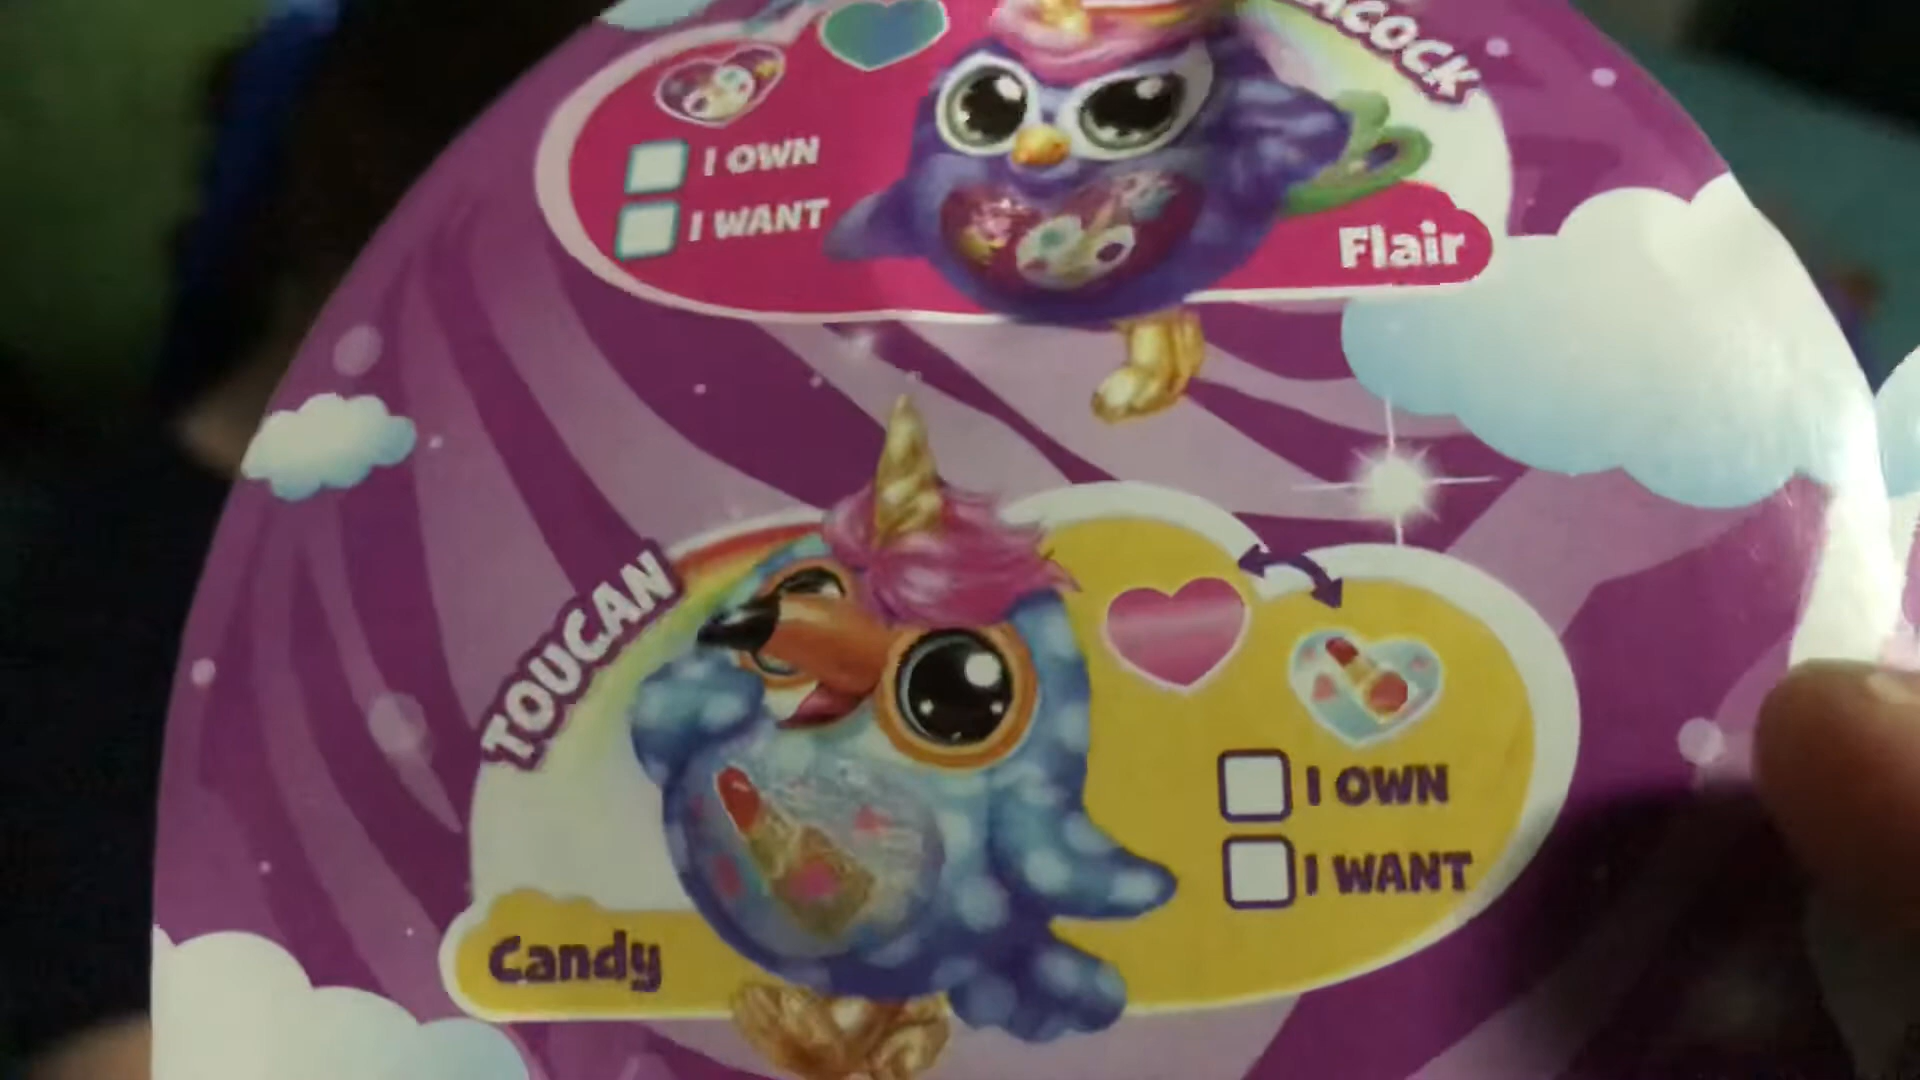 I OWN
I WANT
Flair
TOUCAN
I OWN
I WANT
Candy